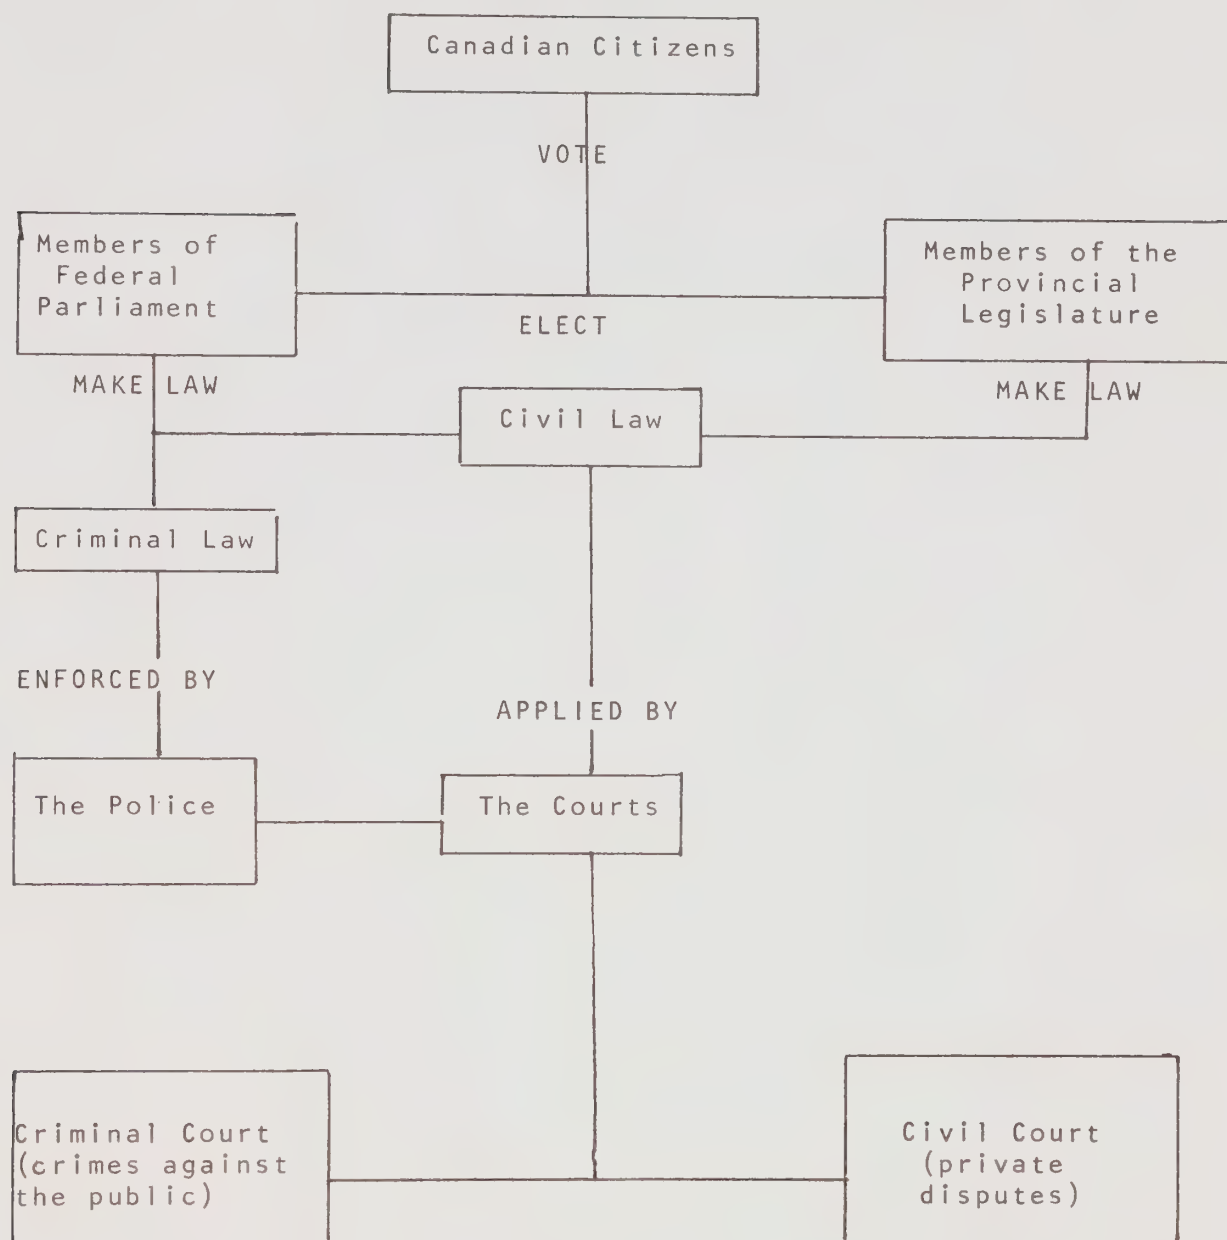 Canadian Citizens
VOTE
Members of
Federal
Parliament
Members of the
Provincial
Legislature
ELECT
MAKE LAW
MAKE LAW
Civil Law
Criminal Law
ENFORCED BY
APPLIED BY
The Police
The Courts
Criminal Court
(crimes against
the public)
Civil Court
(private
disputes)